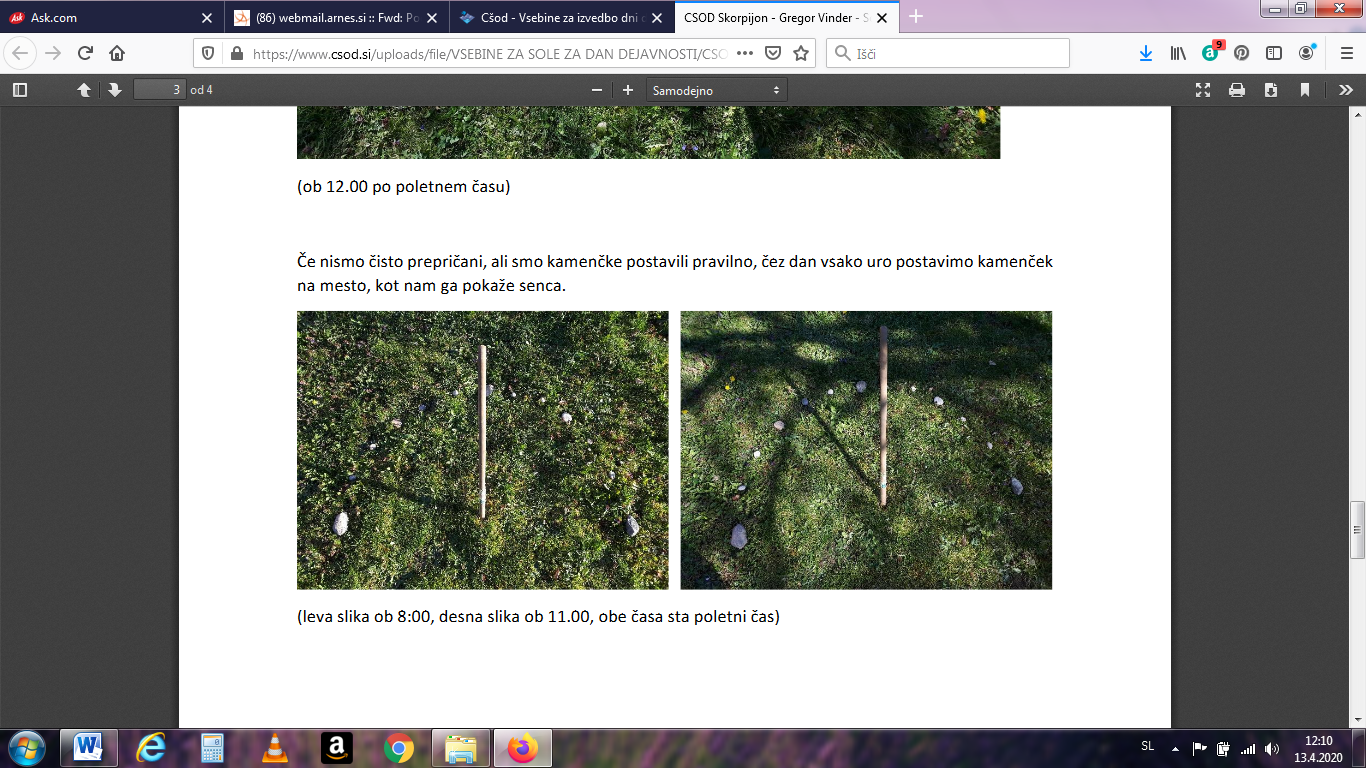 Ask.com
(86) webmail.arnes.si :: Fwd: Po
Cšod - Vsebine za izvedbo dni d
CSOD Skorpijon - Gregor Vinder - S
https://www.csod.si/uploads/file/VSEBINE ZA SOLE ZA DAN DEJAVNOSTI/CSO
Išči
9
3 od 4
Samodejno
(ob 12.00 po poletnem času)
Če nismo čisto prepričani, ali smo kamenčke postavili pravilno, čez dan vsako uro postavimo kamenček
na mesto, kot nam ga pokaže senca.
(leva slika ob 8:00, desna slika ob 11.00, obe časa sta poletni čas)
SL
12:10
13.4.2020